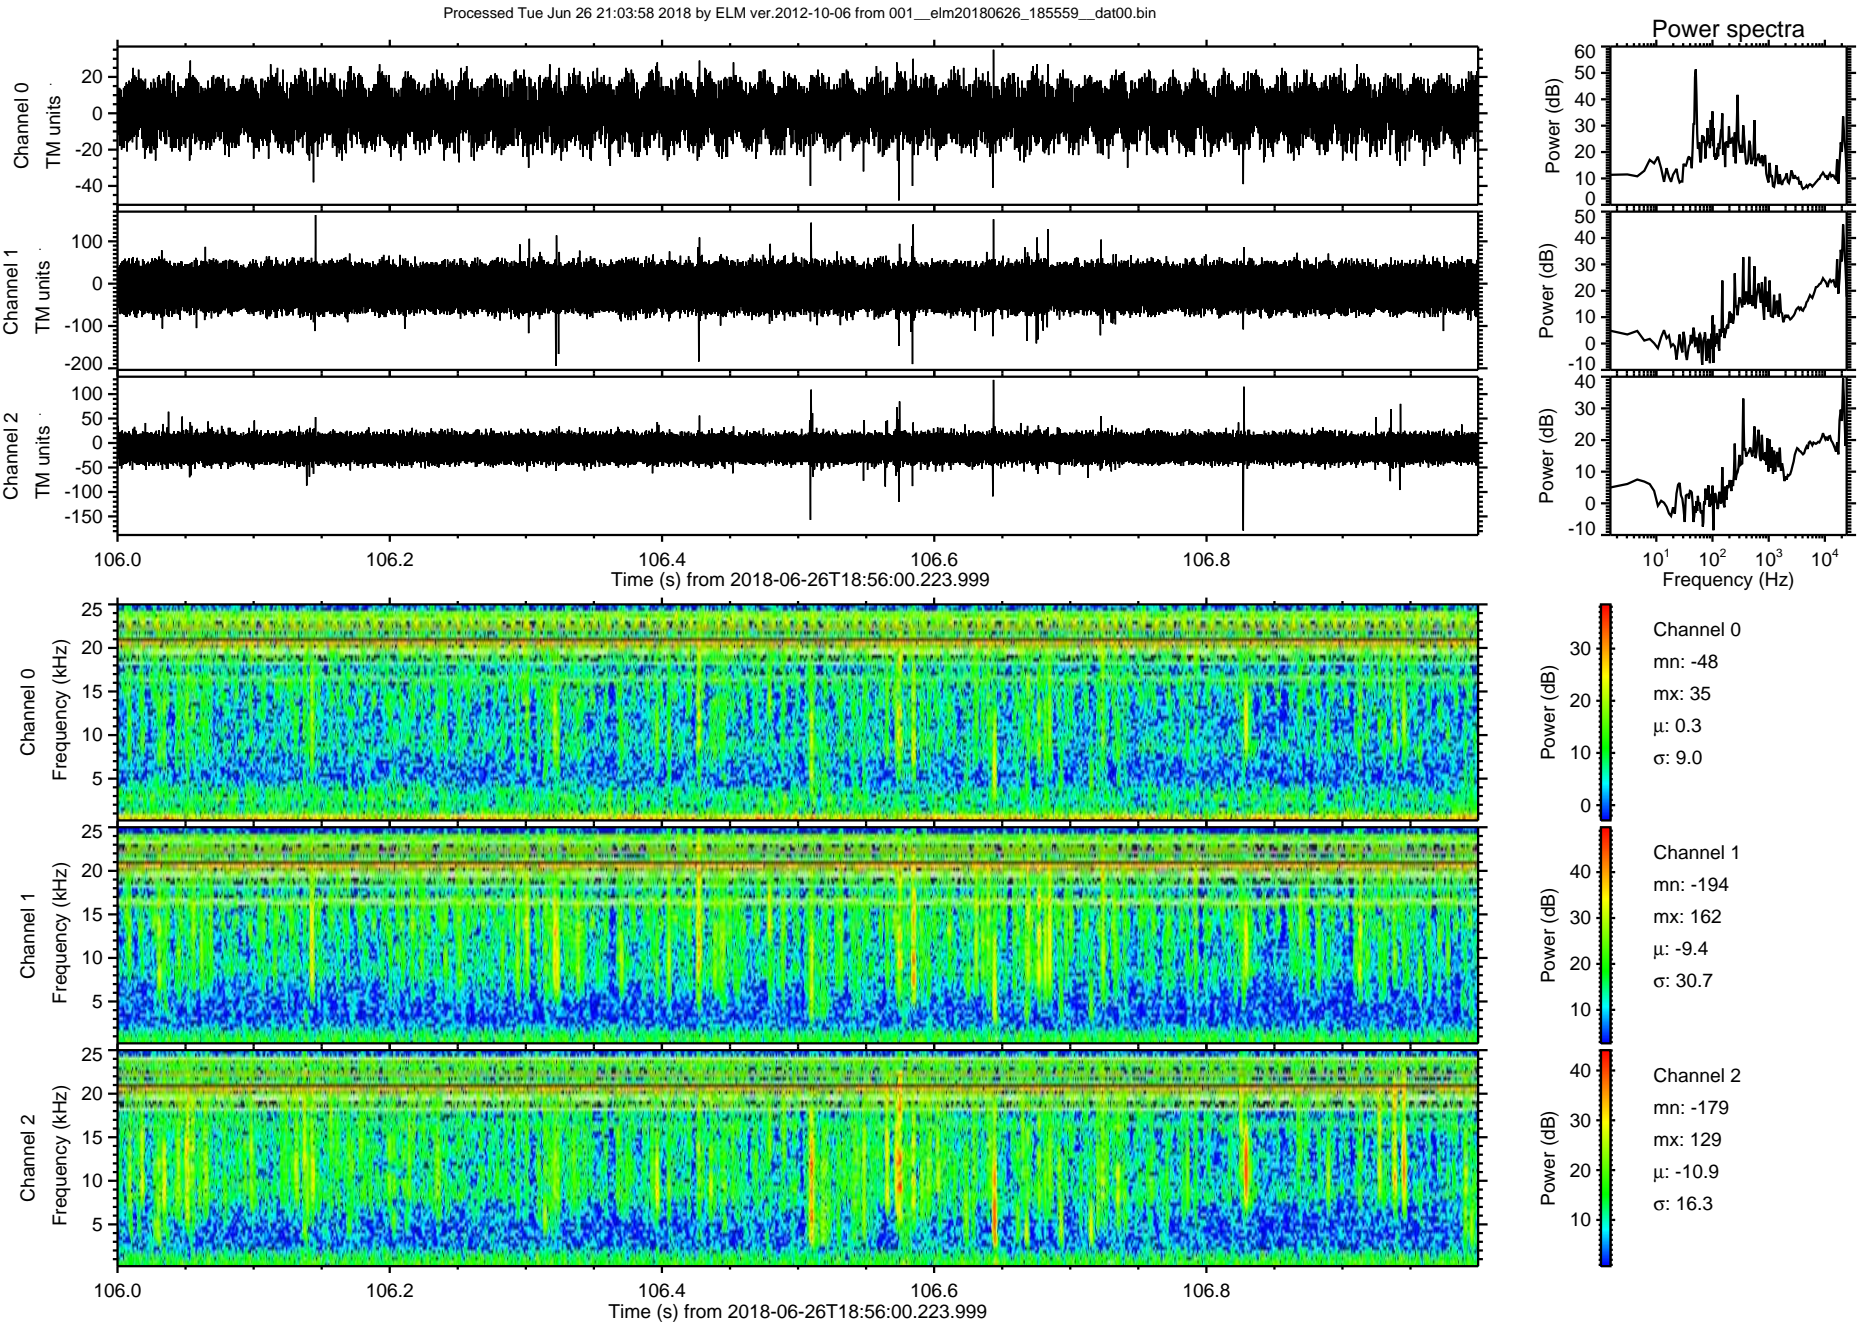 Processed Tue Jun 26 21:03:58 2018 by ELM ver.2012-10-06 from 001__elm20180626_185559__dat00.bin
Power spectra
Channel 0
TM units
20
0
-20
-40
Power (dB)
60
50
40
30
20
10
0
Channel 1
TM units
100
0
-100
-200
Power (dB)
50
40
30
20
10
0
-10
Channel 2
TM units
100
50
0
-50
-100
-150
Power (dB)
40
30
20
10
0
-10
106.0 106.2 106.4 106.6 106.8
Time (s) from 2018-06-26T18:56:00.223.999
10¹ 10² 10³ 10⁴
Frequency (Hz)
Channel 0
Frequency (kHz)
25
20
15
10
5
Power (dB)
30
20
10
0
Channel 0
mn: -48
mx: 35
μ: 0.3
σ: 9.0
Channel 1
Frequency (kHz)
25
20
15
10
5
Power (dB)
40
30
20
10
Channel 1
mn: -194
mx: 162
μ: -9.4
σ: 30.7
Channel 2
Frequency (kHz)
25
20
15
10
5
Power (dB)
40
30
20
10
Channel 2
mn: -179
mx: 129
μ: -10.9
σ: 16.3
106.0 106.2 106.4 106.6 106.8
Time (s) from 2018-06-26T18:56:00.223.999